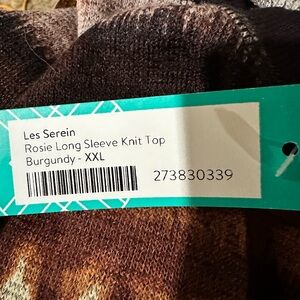 Les Serein
Rosie Long Sleeve Knit Top
Burgundy - XXL
273830339